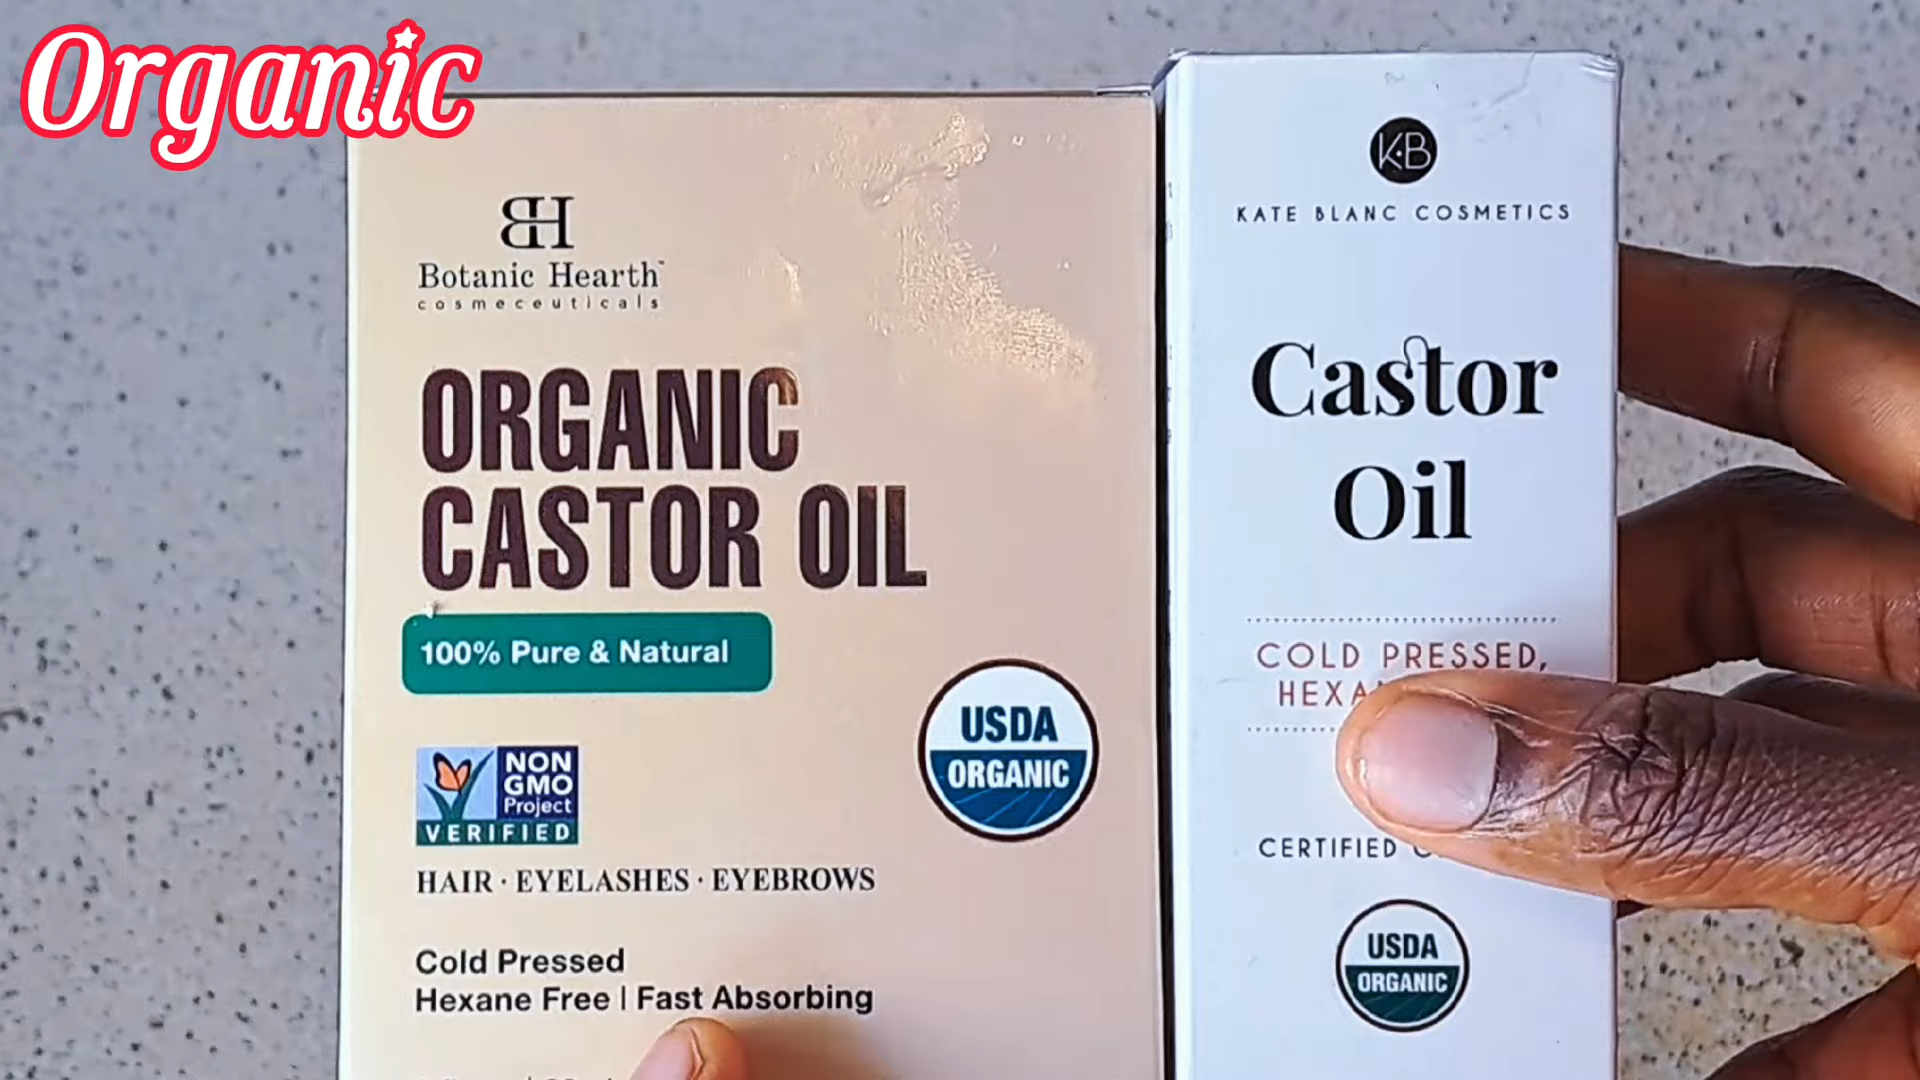 Organic
BH
Botanic Hearth
cosmeceuticals
ORGANIC
CASTOR OIL
100% Pure & Natural
NON
GMO
Project
VERIFIED
USDA
ORGANIC
HAIR · EYELASHES · EYEBROWS
Cold Pressed
Hexane Free | Fast Absorbing
K·B
KATE BLANC COSMETICS
Castor
Oil
COLD PRESSED,
CERTIFIED
USDA
ORGANIC